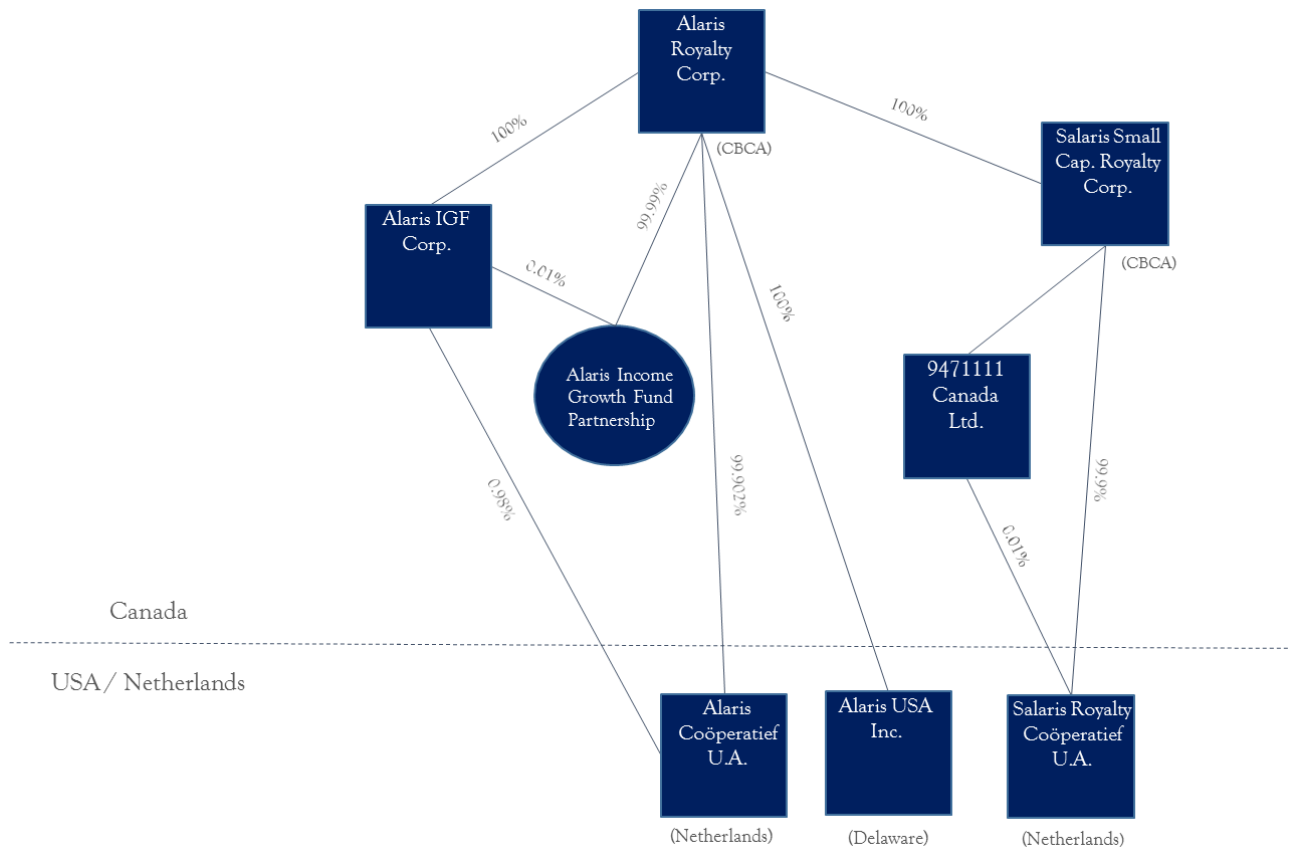 Alaris
Royalty
Corp.
(CBCA)
100%
100%
Salaris Small
Cap. Royalty
Corp.
(CBCA)
Alaris IGF
Corp.
99.99%
0.01%
100%
Alaris Income
Growth Fund
Partnership
9471111
Canada
Ltd.
0.98%
99.902%
99.9%
0.01%
Canada
USA / Netherlands
Alaris
Coöperatief
U.A.
(Netherlands)
Alaris USA
Inc.
(Delaware)
Salaris Royalty
Coöperatief
U.A.
(Netherlands)